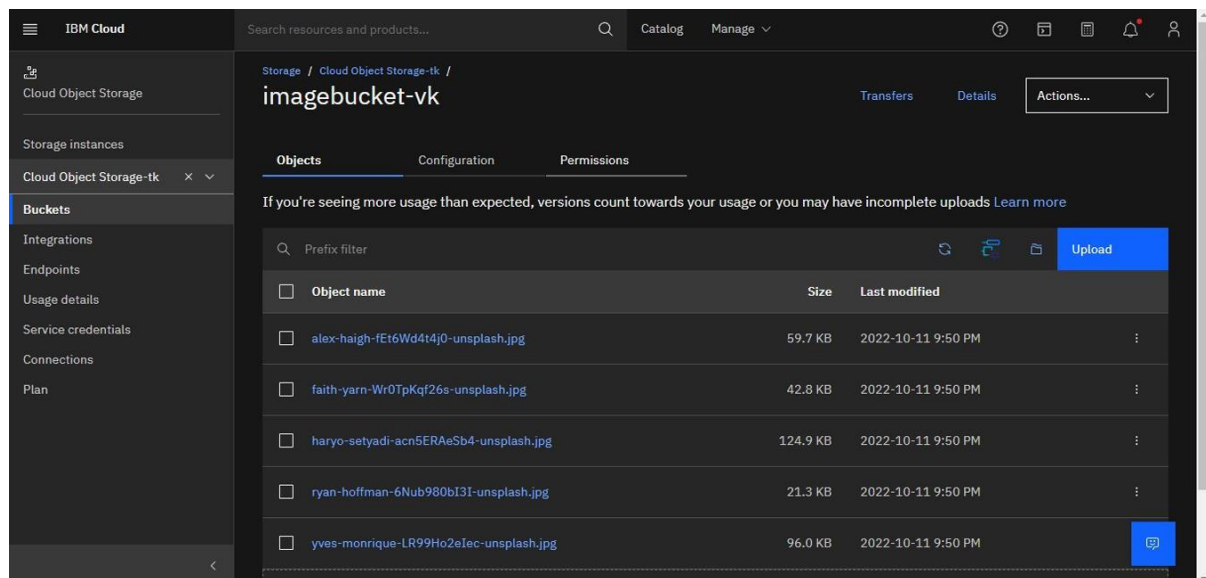 IBM Cloud
Search resources and products...
Catalog
Manage
Cloud Object Storage
Storage instances
Cloud Object Storage-tk
Buckets
Integrations
Endpoints
Usage details
Service credentials
Connections
Plan
Storage / Cloud Object Storage-tk /
imagebucket-vk
Transfers
Details
Actions...
Objects
Configuration
Permissions
If you're seeing more usage than expected, versions count towards your usage or you may have incomplete uploads Learn more
Prefix filter
Upload
Object name Size Last modified
alex-haigh-fEt6Wd4t4j0-unsplash.jpg 59.7 KB 2022-10-11 9:50 PM
faith-yarn-Wr0TpKqf26s-unsplash.jpg 42.8 KB 2022-10-11 9:50 PM
haryo-setyadi-acn5ERAeSb4-unsplash.jpg 124.9 KB 2022-10-11 9:50 PM
ryan-hoffman-6Nub980bI3I-unsplash.jpg 21.3 KB 2022-10-11 9:50 PM
yves-monrique-LR99Ho2eIec-unsplash.jpg 96.0 KB 2022-10-11 9:50 PM